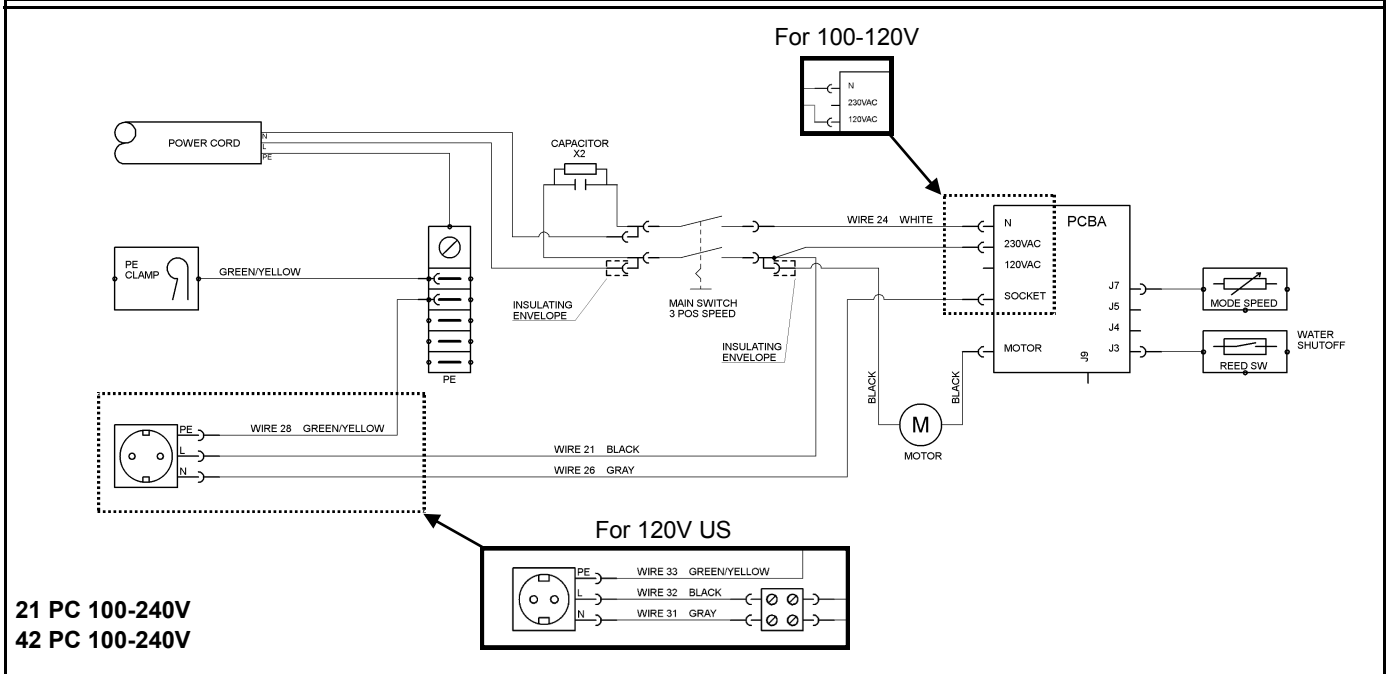 For 100-120V
N
230VAC
120VAC
POWER CORD
N
L
PE
CAPACITOR
X2
WIRE 24 WHITE
N
PCBA
230VAC
120VAC
SOCKET
MOTOR
J7
J5
J4
J3
J9
MODE SPEED
WATER
SHUTOFF
REED SW
PE
CLAMP
GREEN/YELLOW
INSULATING
ENVELOPE
MAIN SWITCH
3 POS SPEED
INSULATING
ENVELOPE
PE
BLACK
BLACK
M
MOTOR
PE
WIRE 28 GREEN/YELLOW
L
WIRE 21 BLACK
N
WIRE 26 GRAY
For 120V US
PE
WIRE 33 GREEN/YELLOW
L
WIRE 32 BLACK
N
WIRE 31 GRAY
21 PC 100-240V
42 PC 100-240V